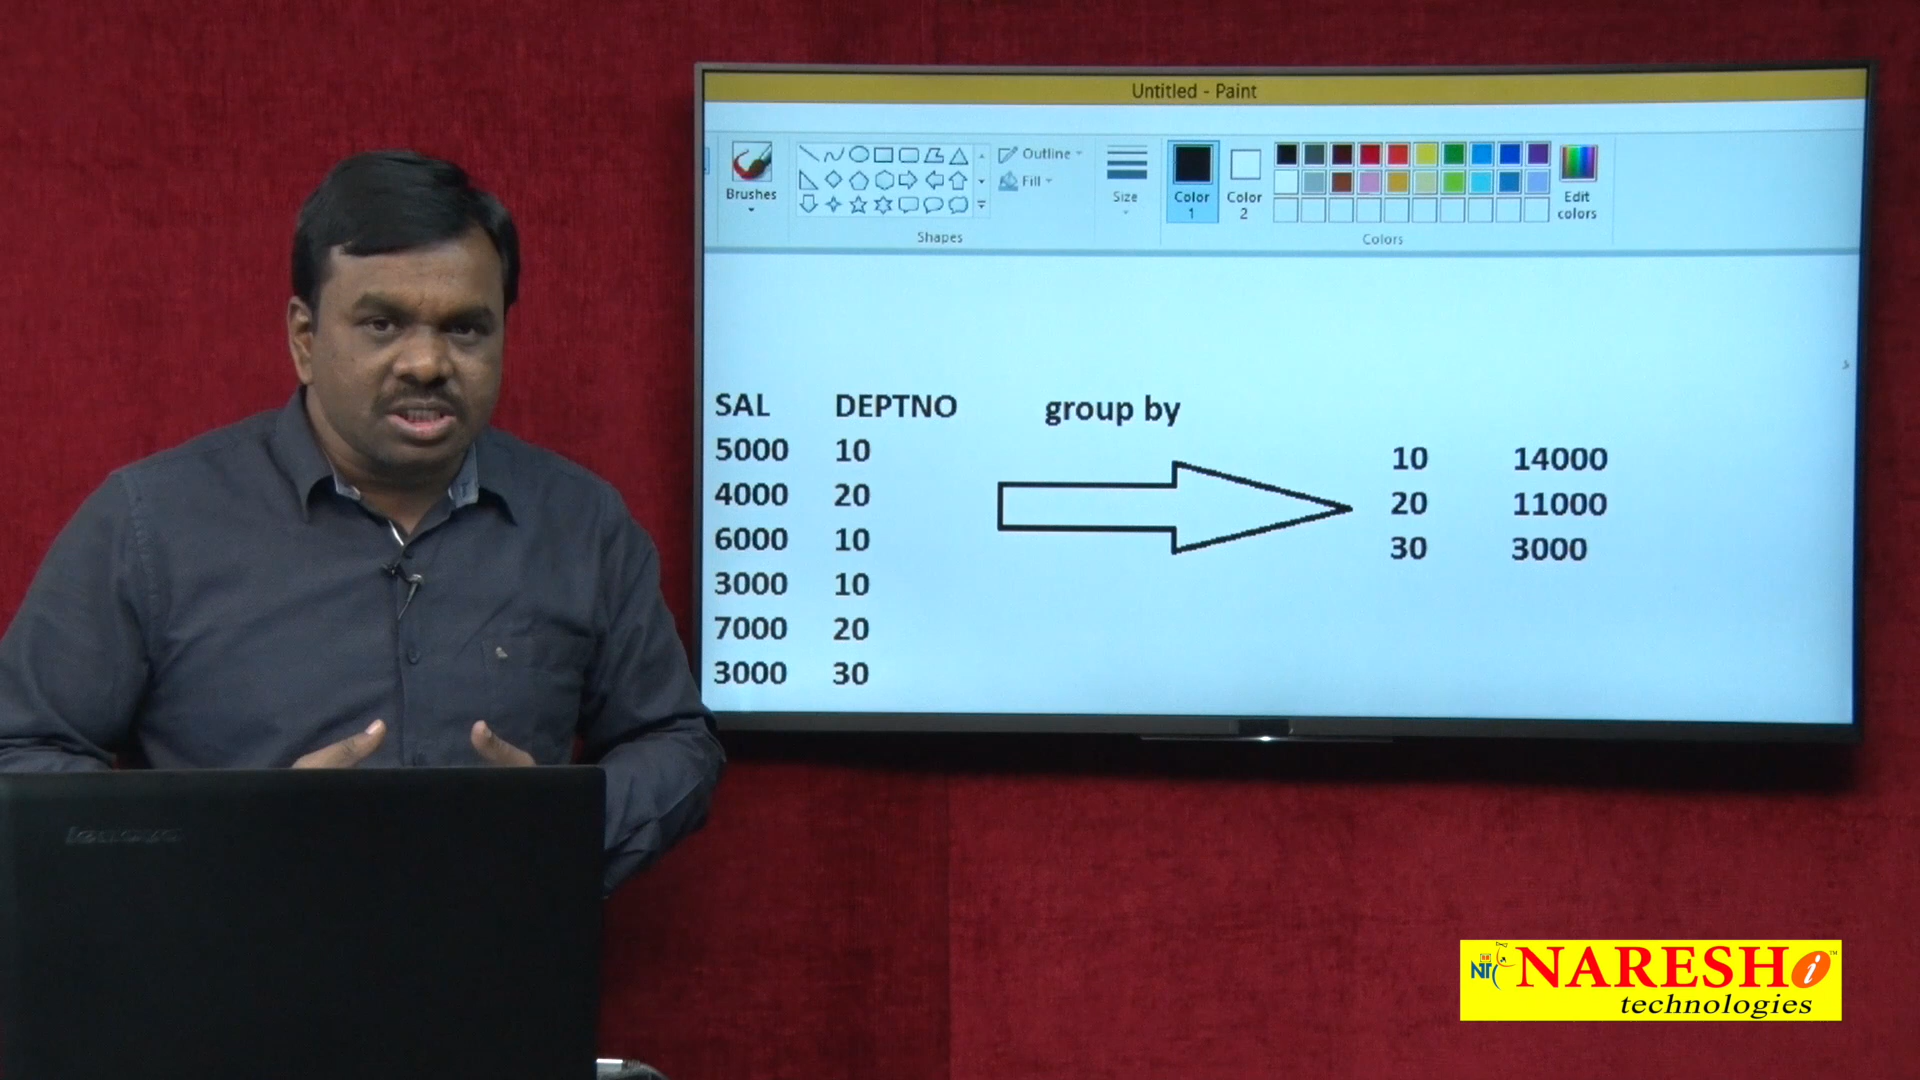 Untitled - Paint
Brushes
Outline
Fill
Shapes
Size
Color 1
Color 2
Edit colors
Colors
SAL DEPTNO
5000 10
4000 20
6000 10
3000 10
7000 20
3000 30
group by
10 14000
20 11000
30 3000
lenovo
NARESH i ™
technologies